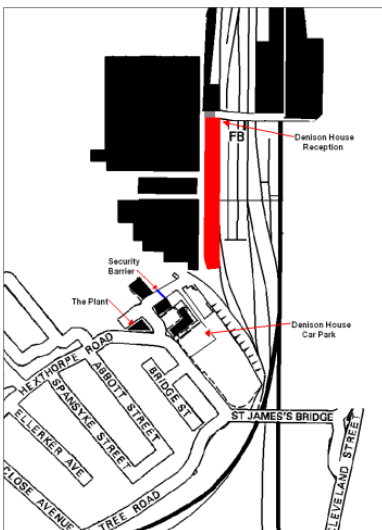 FB
Denison House
Reception
Security
Barrier
The Plant
Denison House
Car Park
HEXTHORPE ROAD
ABBOTT STREET
BRIDGE ST
SPANSYKE STREET
ELLERKER AVE
ST JAMES'S BRIDGE
CLEVELAND STREET
CLOSE AVENUE
TREE ROAD